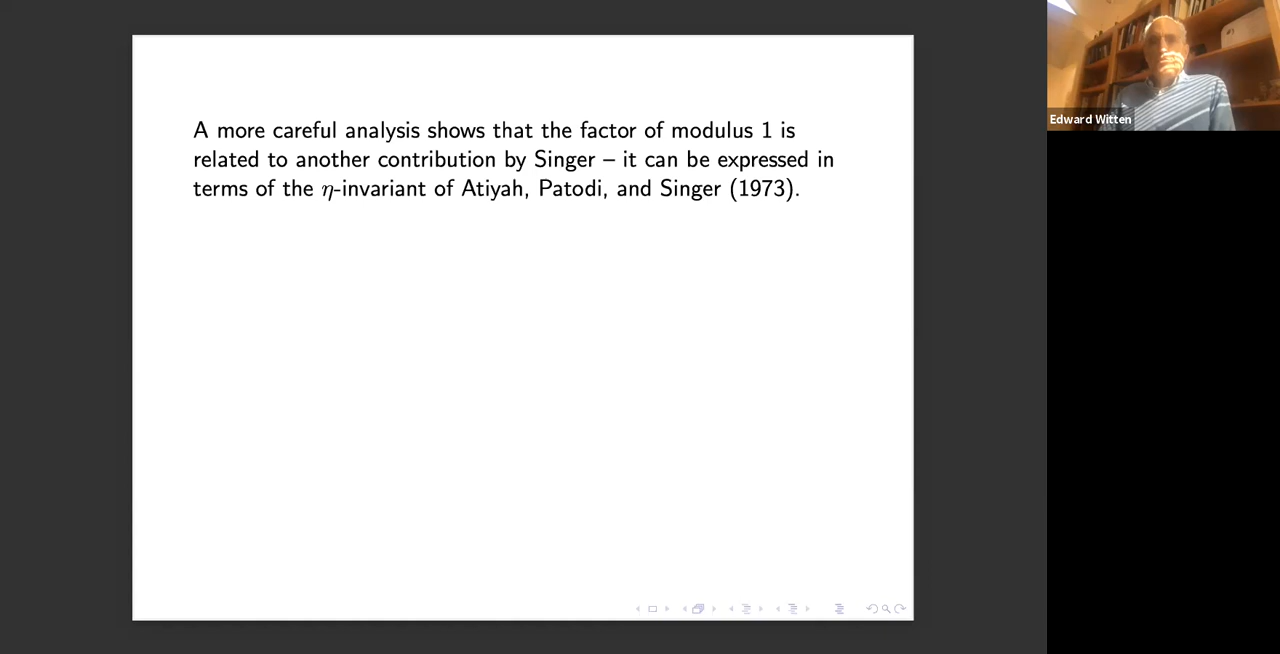 A more careful analysis shows that the factor of modulus 1 is
related to another contribution by Singer – it can be expressed in
terms of the η-invariant of Atiyah, Patodi, and Singer (1973).
Edward Witten